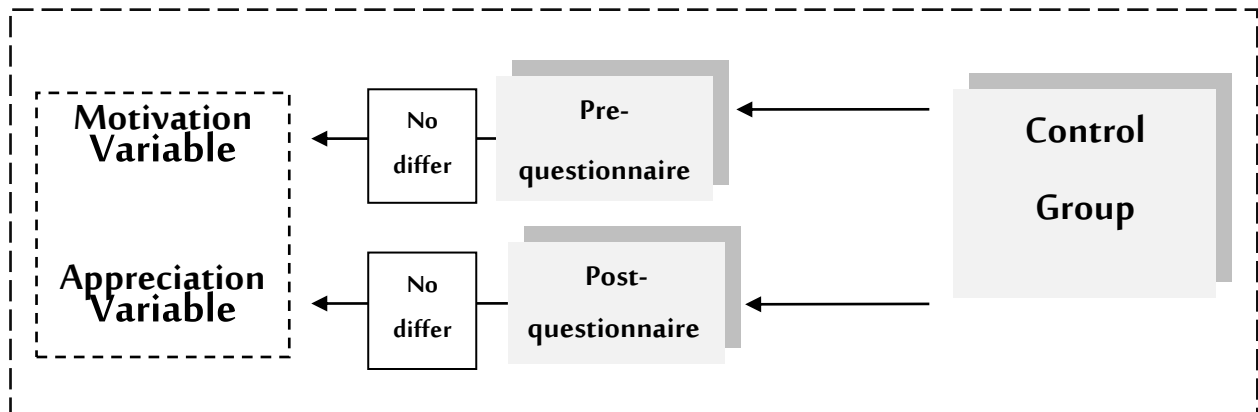 Motivation
Variable
No
differ
Pre-
questionnaire
Control
Group
Appreciation
Variable
No
differ
Post-
questionnaire